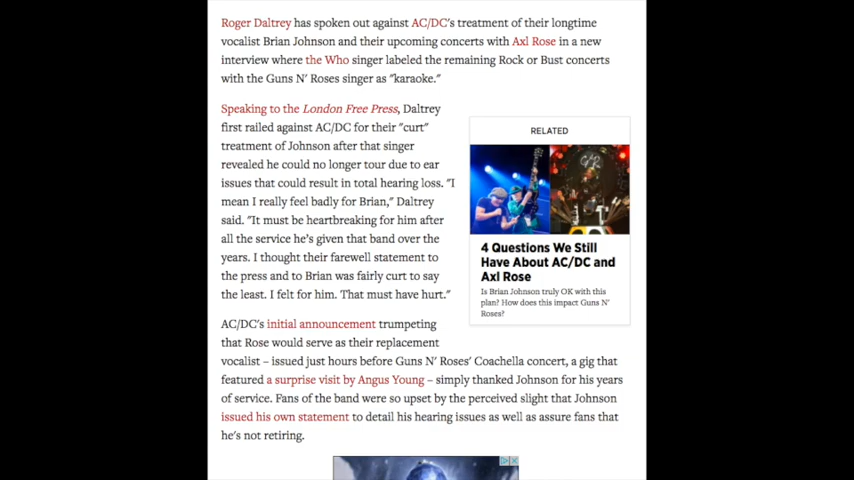 Roger Daltrey has spoken out against AC/DC's treatment of their longtime
vocalist Brian Johnson and their upcoming concerts with Axl Rose in a new
interview where the Who singer labeled the remaining Rock or Bust concerts
with the Guns N' Roses singer as "karaoke."
Speaking to the London Free Press, Daltrey
first railed against AC/DC for their "curt"
treatment of Johnson after that singer
revealed he could no longer tour due to ear
issues that could result in total hearing loss. "I
mean I really feel badly for Brian," Daltrey
said. "It must be heartbreaking for him after
all the service he's given that band over the
years. I thought their farewell statement to
the press and to Brian was fairly curt to say
the least. I felt for him. That must have hurt."
RELATED
4 Questions We Still
Have About AC/DC and
Axl Rose
Is Brian Johnson truly OK with this
plan? How does this impact Guns N'
Roses?
AC/DC's initial announcement trumpeting
that Rose would serve as their replacement
vocalist – issued just hours before Guns N' Roses' Coachella concert, a gig that
featured a surprise visit by Angus Young – simply thanked Johnson for his years
of service. Fans of the band were so upset by the perceived slight that Johnson
issued his own statement to detail his hearing issues as well as assure fans that
he's not retiring.